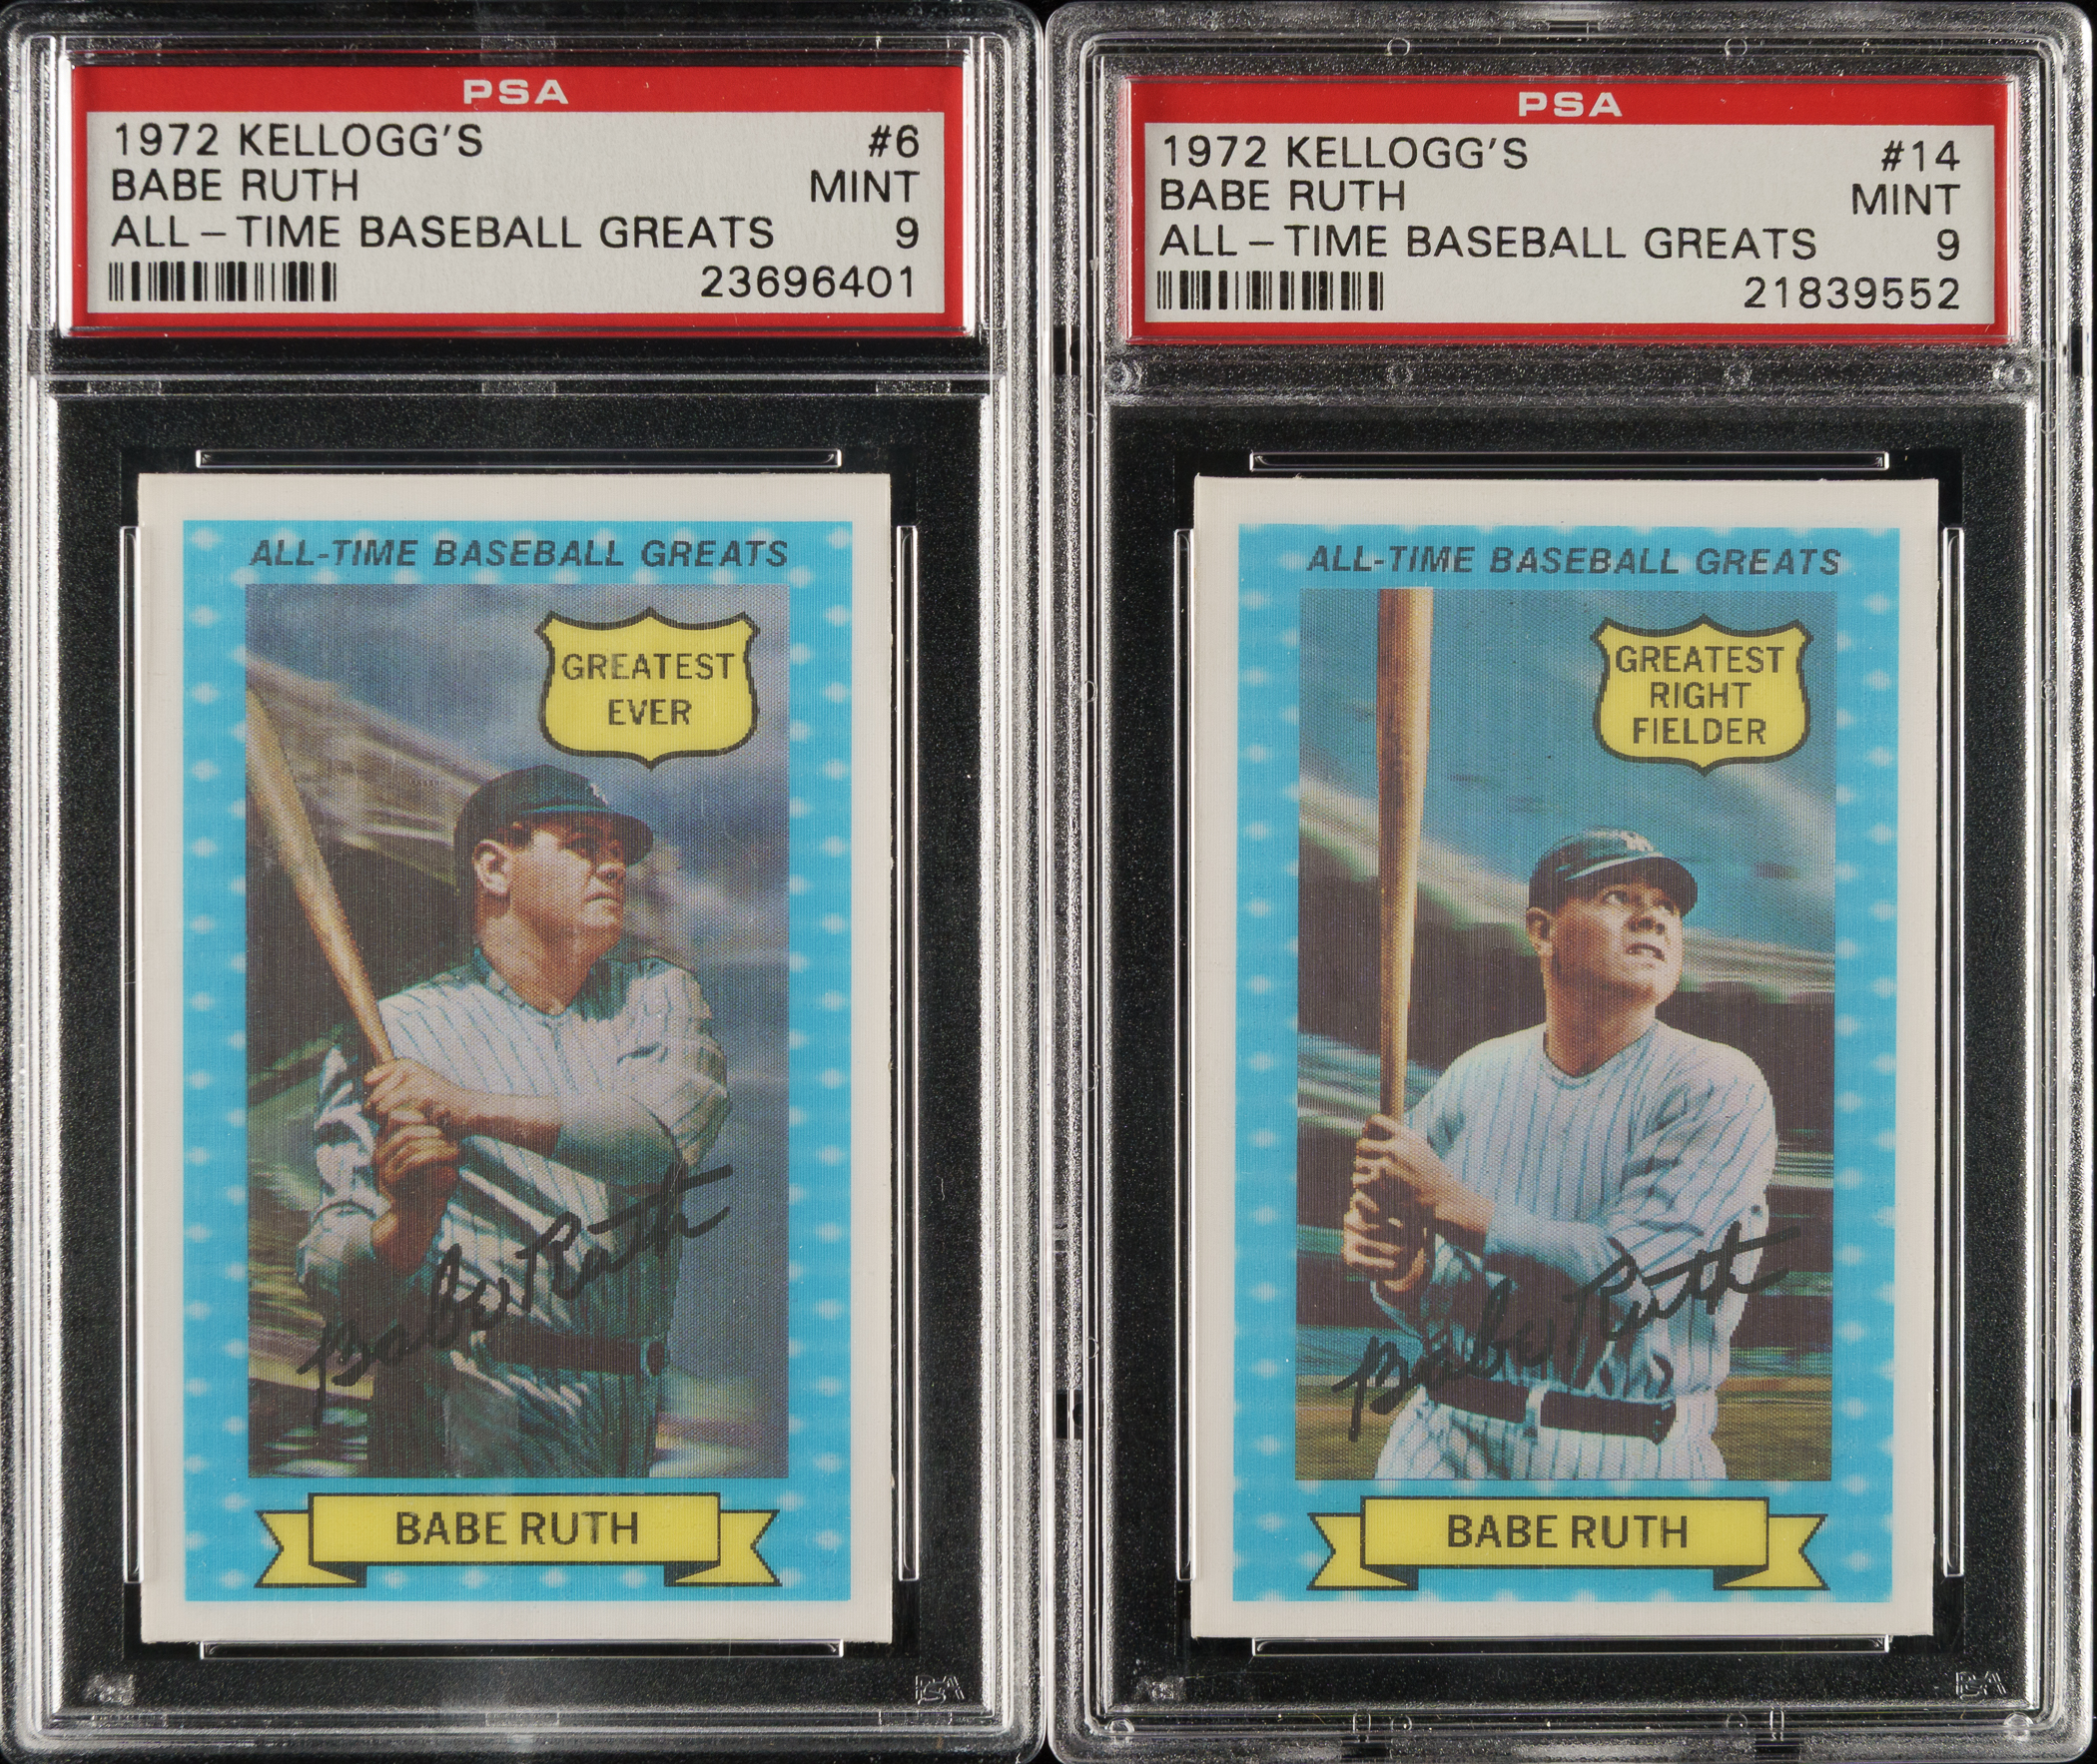 PSA
1972 KELLOGG'S #6
BABE RUTH MINT
ALL-TIME BASEBALL GREATS 9
23696401
ALL-TIME BASEBALL GREATS
GREATEST
EVER
Babe Ruth
BABE RUTH
PSA
PSA
1972 KELLOGG'S #14
BABE RUTH MINT
ALL-TIME BASEBALL GREATS 9
21839552
ALL-TIME BASEBALL GREATS
GREATEST
RIGHT
FIELDER
Babe Ruth
BABE RUTH
PSA